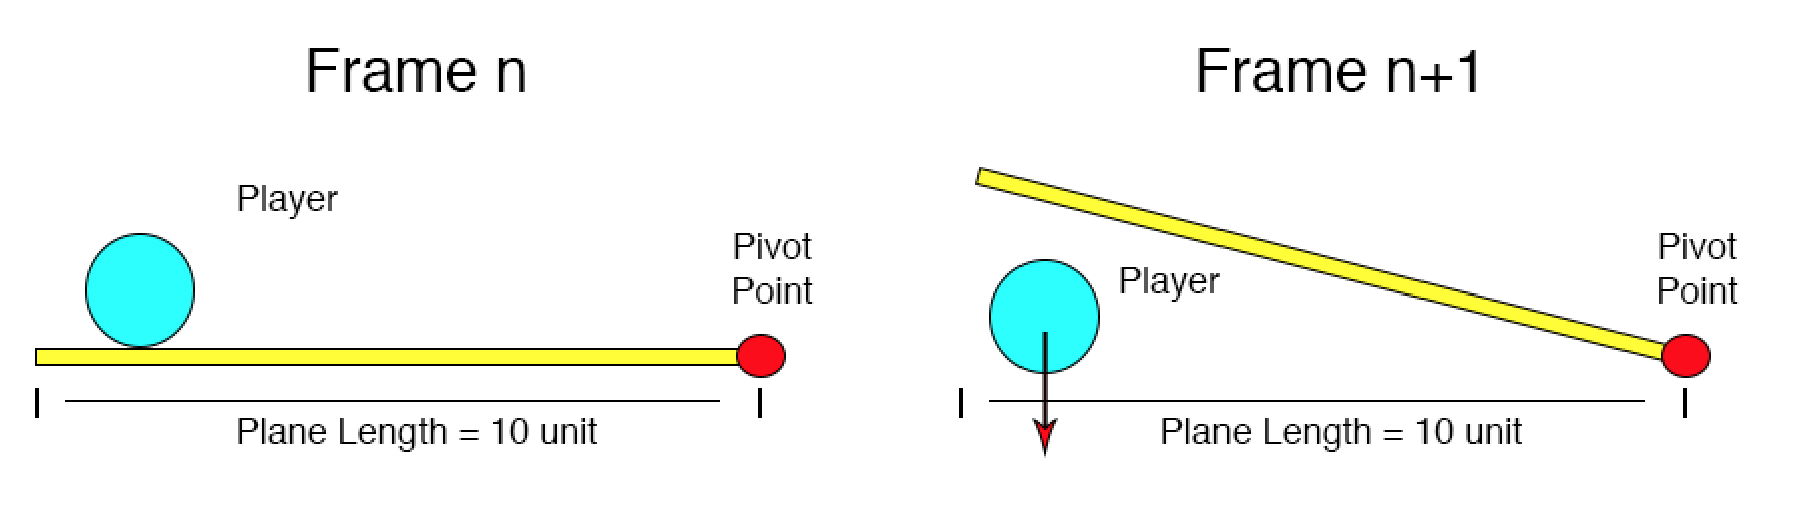 Frame n
Player
Pivot
Point
Plane Length = 10 unit
Frame n+1
Player
Pivot
Point
Plane Length = 10 unit